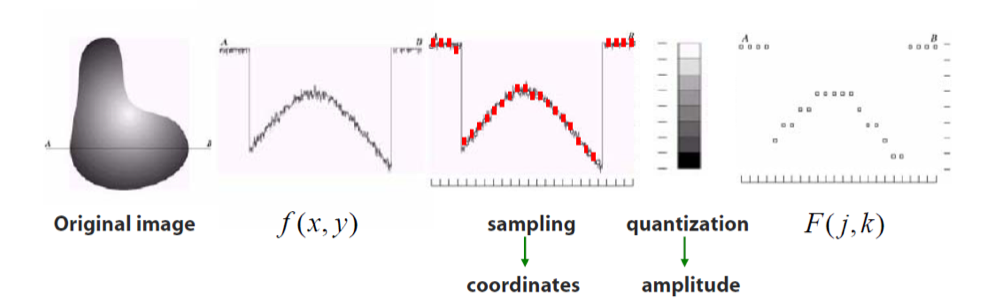 A B
A B
A B
A B
Original image
f(x, y)
sampling
quantization
F(j, k)
coordinates
amplitude